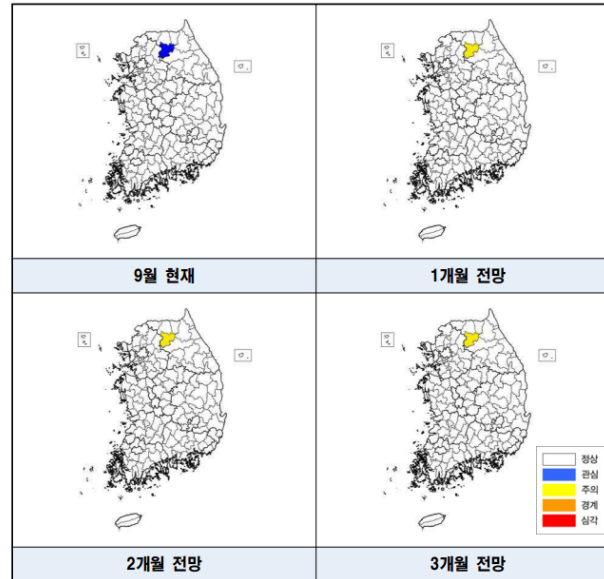 9월 현재
1개월 전망
정상
관심
주의
경계
심각
2개월 전망
3개월 전망